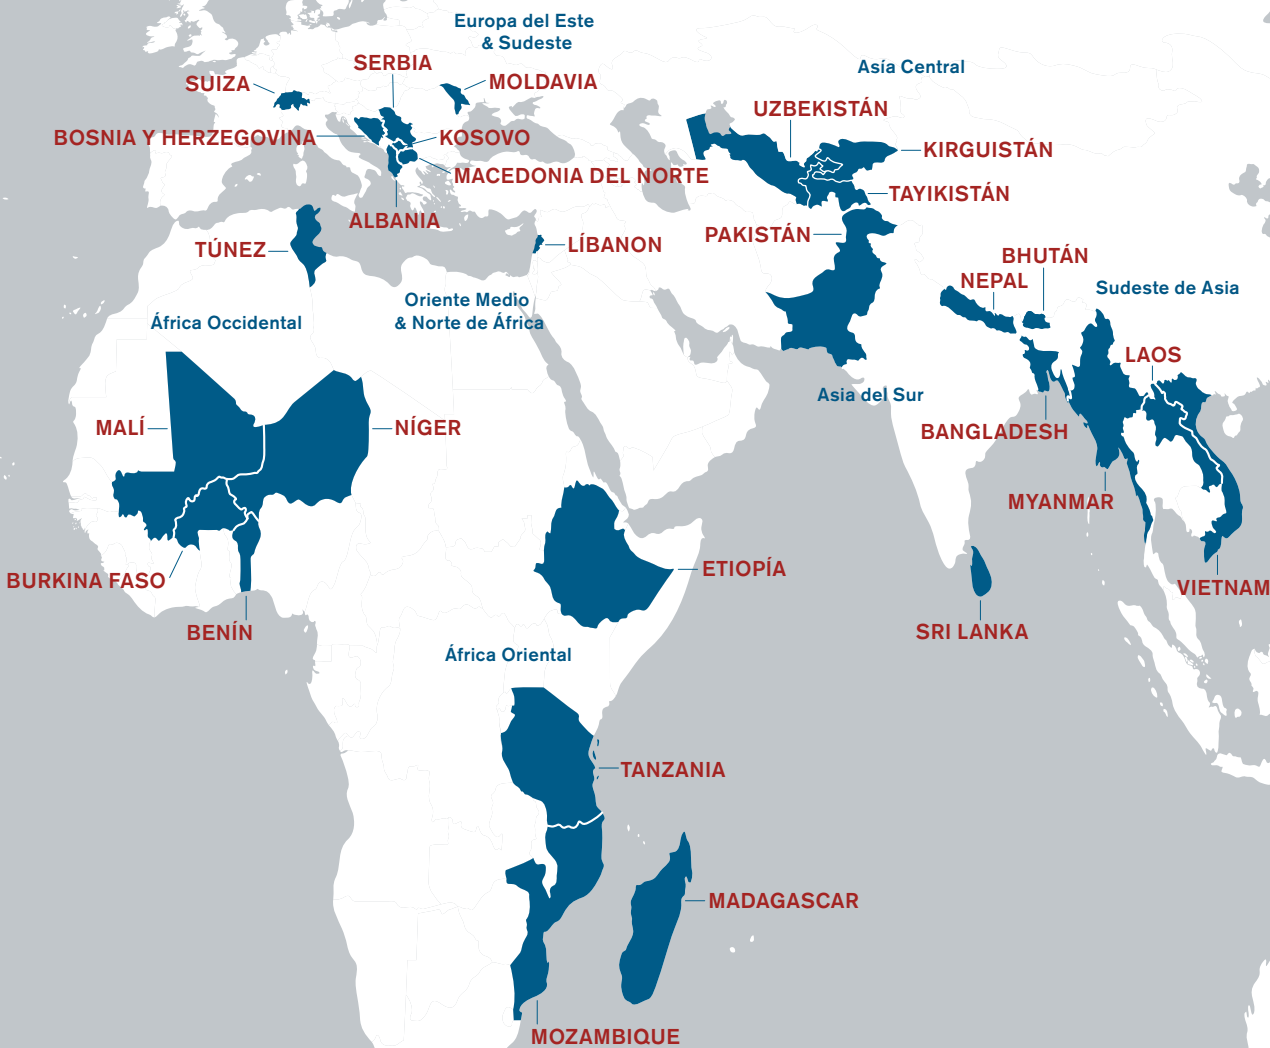 Europa del Este
& Sudeste
SERBIA
Asía Central
SUIZA
MOLDAVIA
UZBEKISTÁN
BOSNIA Y HERZEGOVINA
KOSOVO
KIRGUISTÁN
MACEDONIA DEL NORTE
TAYIKISTÁN
ALBANIA
PAKISTÁN
TÚNEZ
LÍBANON
BHUTÁN
NEPAL
Sudeste de Asia
Oriente Medio
& Norte de África
África Occidental
LAOS
Asia del Sur
MALÍ
NÍGER
BANGLADESH
MYANMAR
ETIOPÍA
BURKINA FASO
VIETNAM
BENÍN
SRI LANKA
África Oriental
TANZANIA
MADAGASCAR
MOZAMBIQUE